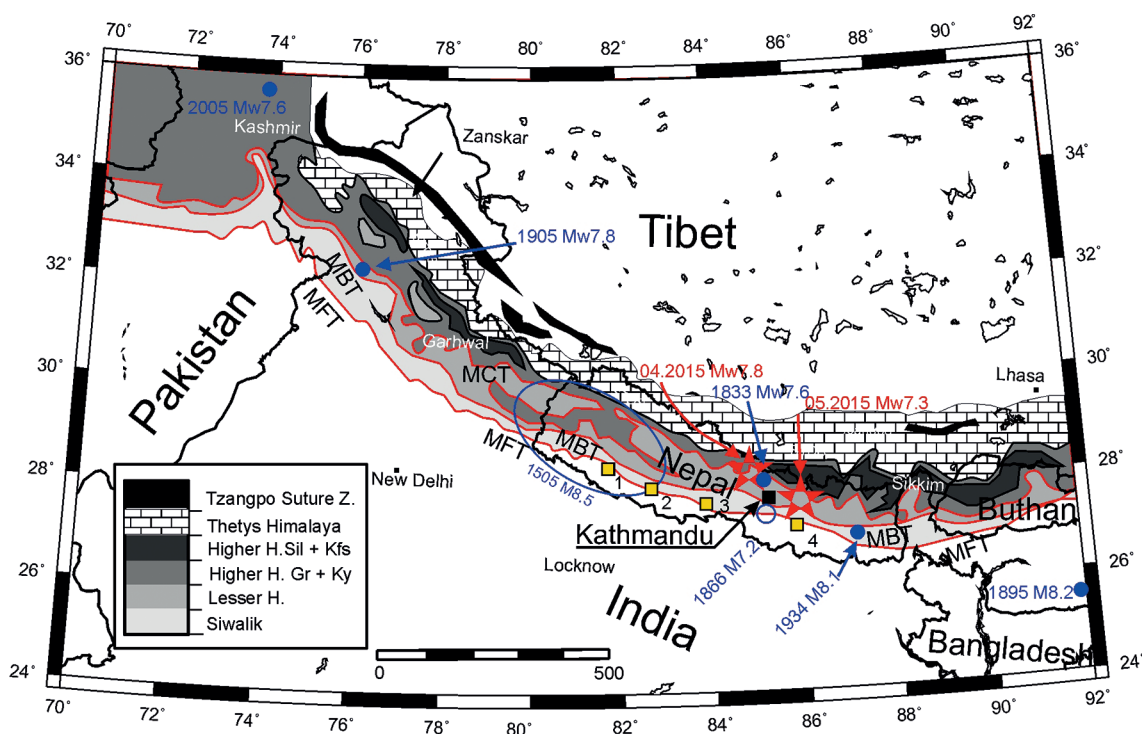 70° 72° 74° 76° 78° 80° 82° 84° 86° 88° 90° 92°
36° 36°
2005 Mw7.6
Kashmir
Zanskar
34° 34°
Tibet
1905 Mw7.8
32° 32°
MBT
MFT
Pakistan
Garhwal
30° 30°
MCT
04.2015 Mw7.8
1833 Mw7.6
05.2015 Mw7.3
Lhasa
MFT
MBT
1505 M8.5
Nepal
28° 28°
New Delhi
Sikkim
Buthan
1
2
3
4
Kathmandu
MBT
MFT
Locknow
1866 M7.2
1934 M8.1
1895 M8.2
India
Bangladesh
26° 26°
24° 24°
Tzangpo Suture Z.
Thetys Himalaya
Higher H.Sil + Kfs
Higher H. Gr + Ky
Lesser H.
Siwalik
0 500
70° 72° 74° 76° 78° 80° 82° 84° 86° 88° 90° 92°